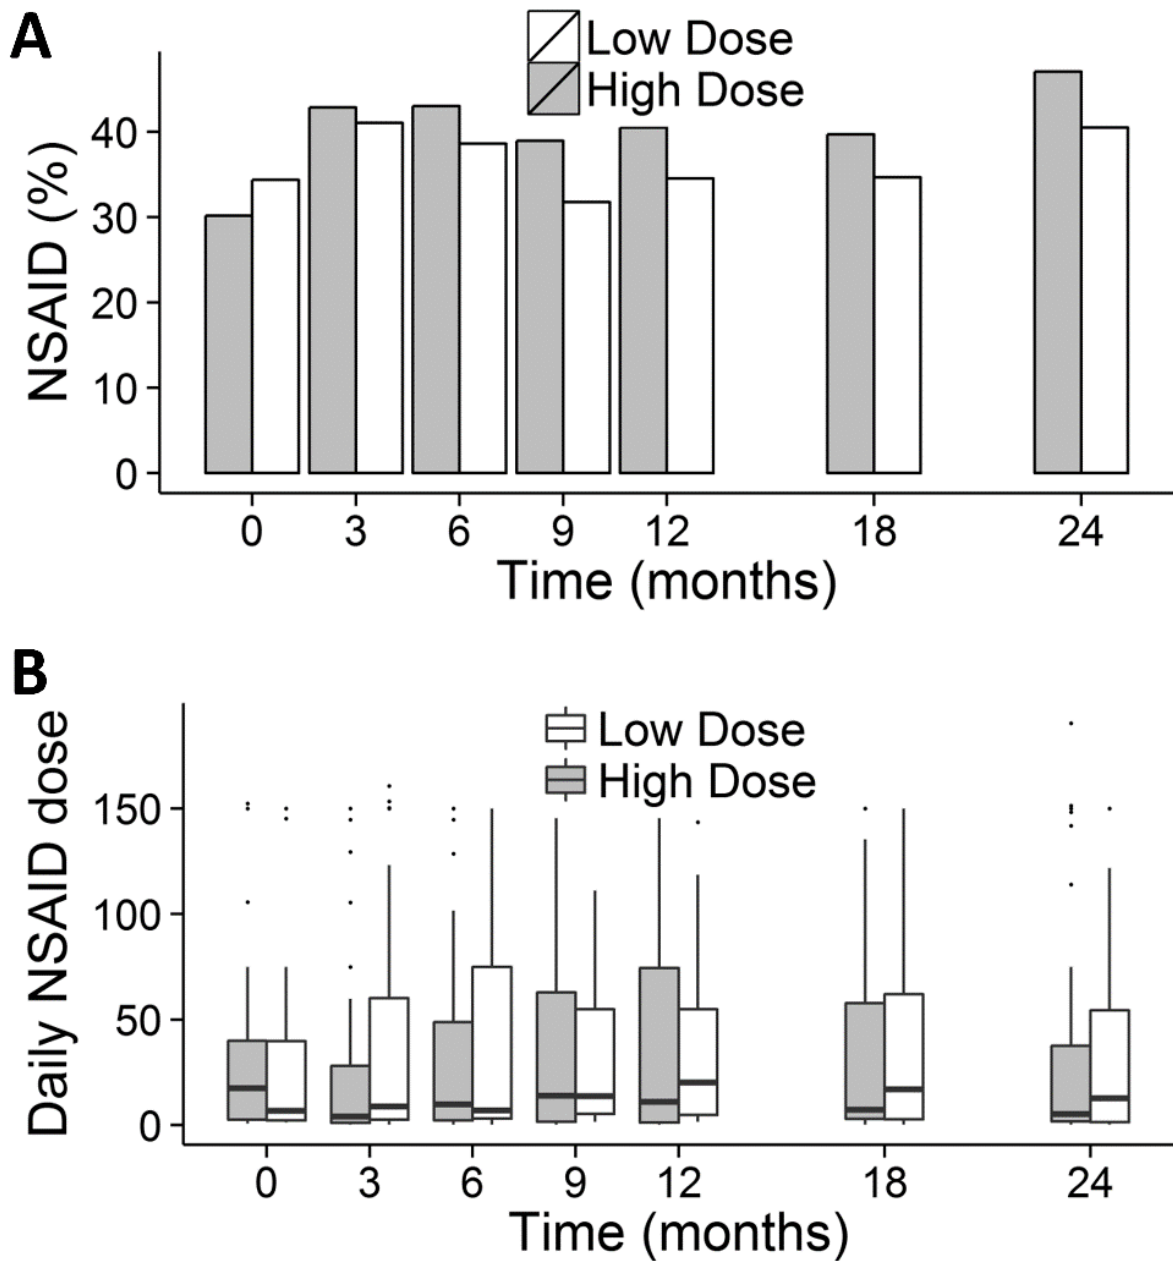 A
Low Dose
High Dose
NSAID (%)
40
30
20
10
0
0 3 6 9 12 18 24
Time (months)
B
Low Dose
High Dose
Daily NSAID dose
150
100
50
0
0 3 6 9 12 18 24
Time (months)